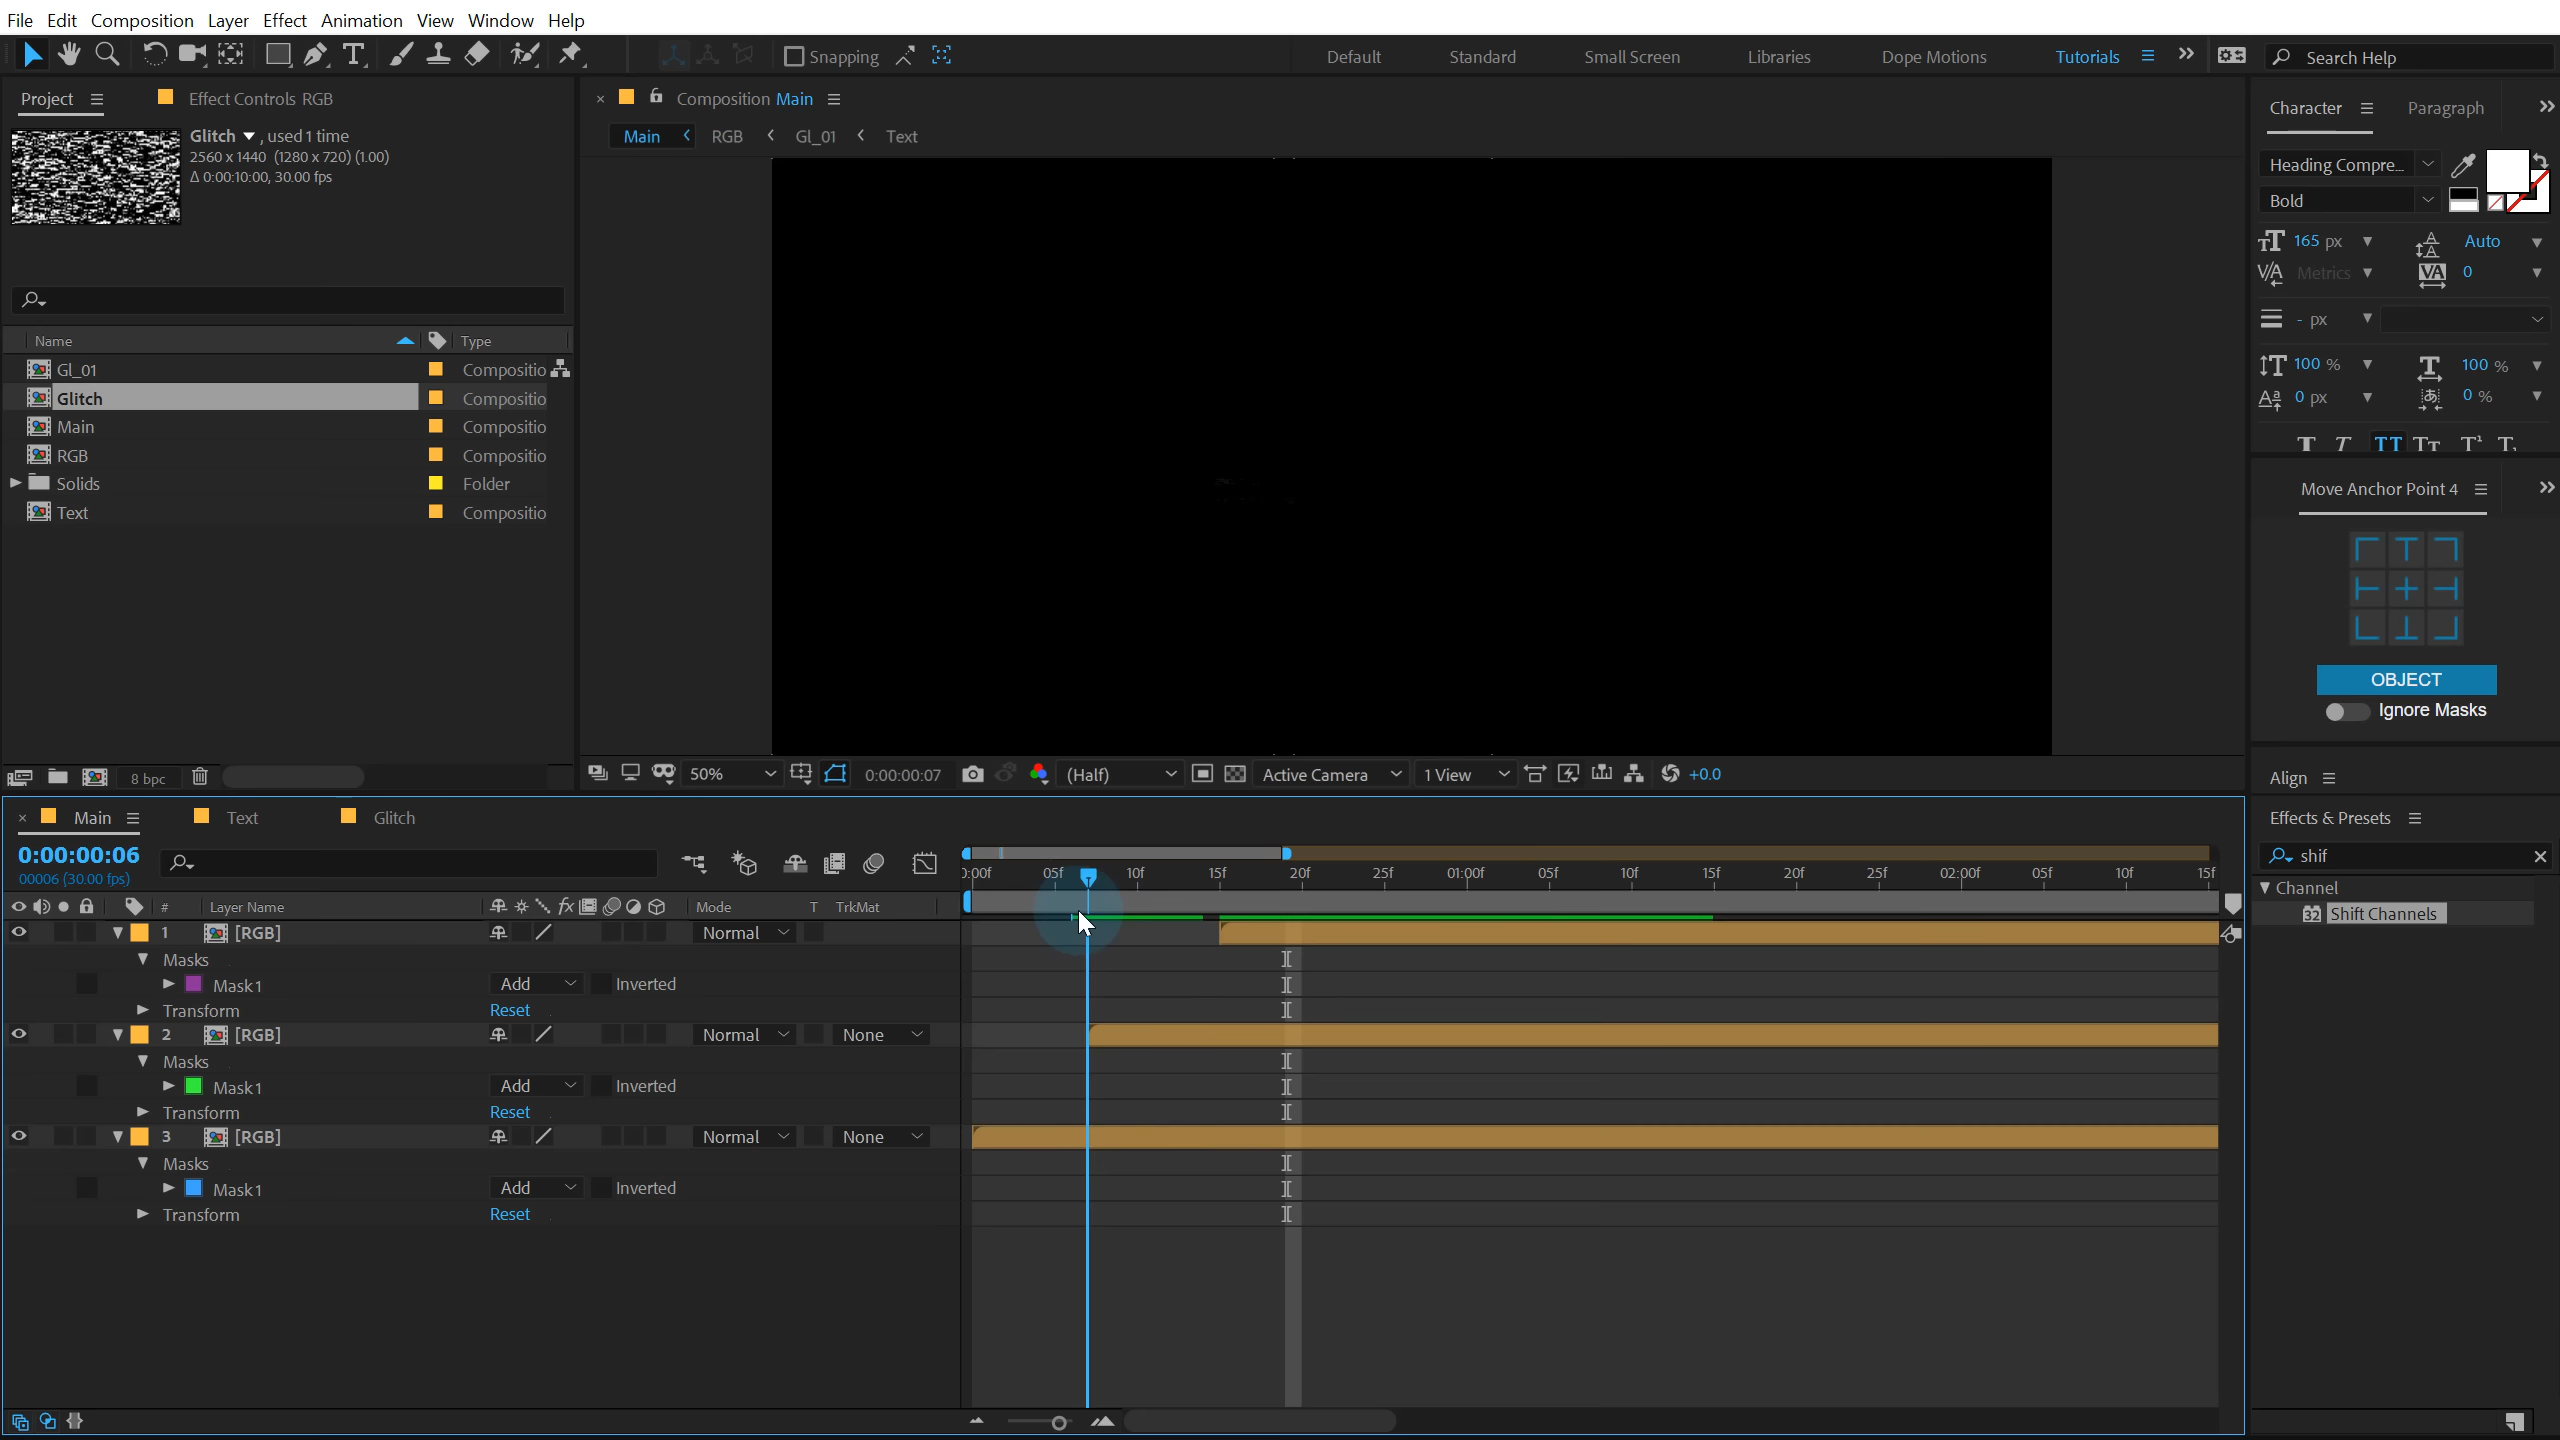 File Edit Composition Layer Effect Animation View Window Help
Snapping Default Standard Small Screen Libraries Dope Motions Tutorials Search Help
Project Effect Controls RGB
Glitch , used 1 time
2560 x 1440 (1280 x 720) (1.00)
Δ 0:00:10:00, 30.00 fps
Name Type
Gl_01 Compositio
Glitch Compositio
Main Compositio
RGB Compositio
Solids Folder
Text Compositio
8 bpc
× Composition Main
Main RGB Gl_01 Text
50% 0:00:00:07 (Half) Active Camera 1 View +0.0
Character Paragraph
Heading Compre...
Bold
165 px Auto
Metrics 0
- px
100 % 100 %
0 px 0 %
Move Anchor Point 4
OBJECT
Ignore Masks
Align
Effects & Presets
shif
Channel
32 Shift Channels
× Main Text Glitch
0:00:00:06
00006 (30.00 fps)
0:00f 05f 10f 15f 20f 25f 01:00f 05f 10f 15f 20f 25f 02:00f 05f 10f 15f
# Layer Name fx Mode T TrkMat
1 [RGB] Normal
Masks
Mask 1 Add Inverted
Transform Reset
2 [RGB] Normal None
Masks
Mask 1 Add Inverted
Transform Reset
3 [RGB] Normal None
Masks
Mask 1 Add Inverted
Transform Reset